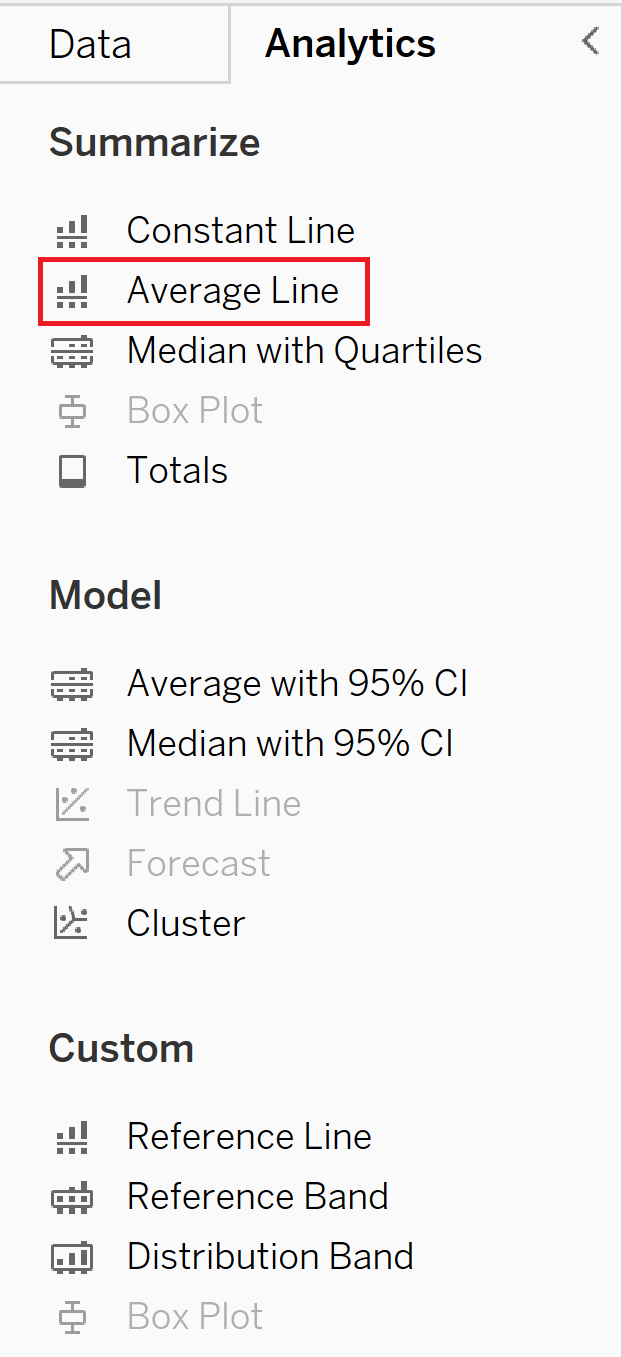 Data
Analytics
Summarize
Constant Line
Average Line
Median with Quartiles
Box Plot
Totals
Model
Average with 95% CI
Median with 95% CI
Trend Line
Forecast
Cluster
Custom
Reference Line
Reference Band
Distribution Band
Box Plot